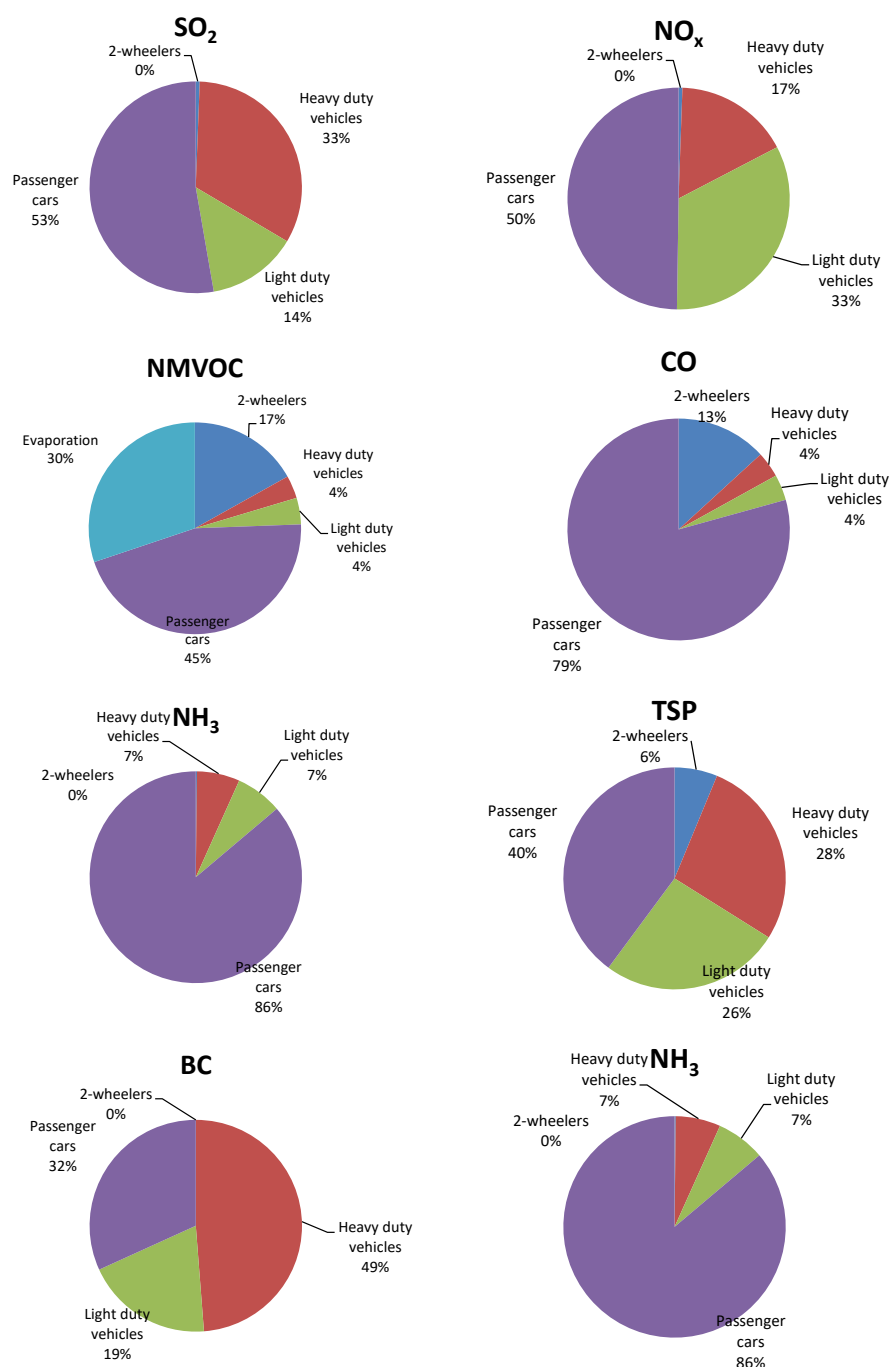 SO₂
2-wheelers
0%
Heavy duty
vehicles
33%
Passenger
cars
53%
Light duty
vehicles
14%
NOₓ
2-wheelers
0%
Heavy duty
vehicles
17%
Passenger
cars
50%
Light duty
vehicles
33%
NMVOC
2-wheelers
17%
Evaporation
30%
Heavy duty
vehicles
4%
Light duty
vehicles
4%
Passenger
cars
45%
CO
2-wheelers
13%
Heavy duty
vehicles
4%
Light duty
vehicles
4%
Passenger
cars
79%
NH₃
Heavy duty
vehicles
7%
Light duty
vehicles
7%
2-wheelers
0%
Passenger
cars
86%
TSP
2-wheelers
6%
Passenger
cars
40%
Heavy duty
vehicles
28%
Light duty
vehicles
26%
BC
2-wheelers
0%
Passenger
cars
32%
Heavy duty
vehicles
49%
Light duty
vehicles
19%
NH₃
Heavy duty
vehicles
7%
Light duty
vehicles
7%
2-wheelers
0%
Passenger
cars
86%